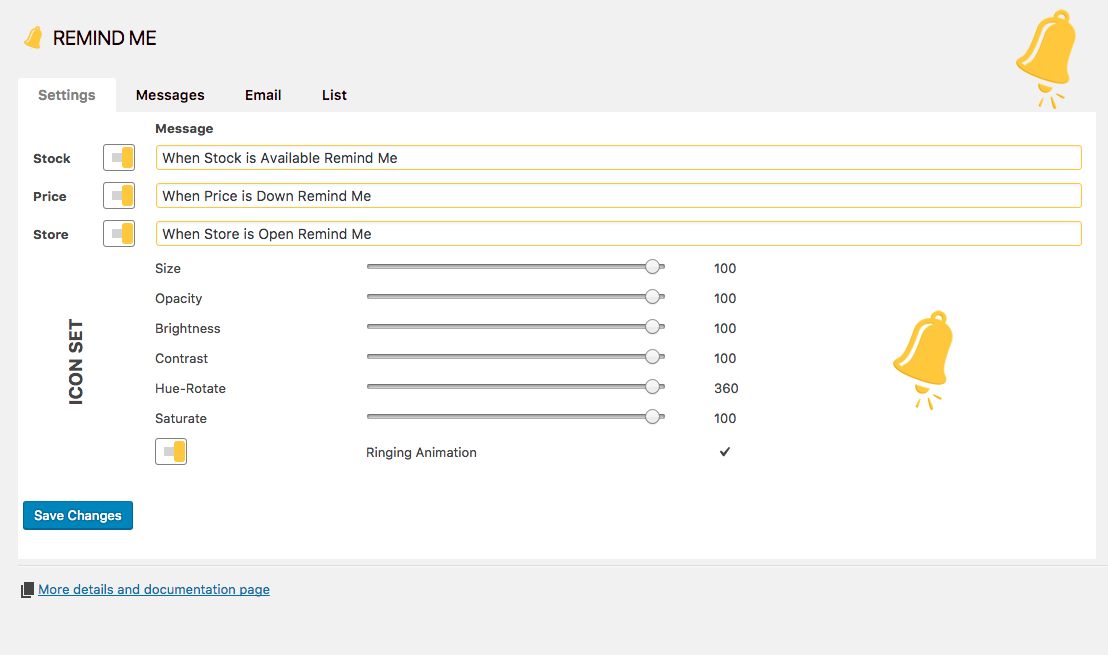 REMIND ME
Settings Messages Email List
Message
Stock When Stock is Available Remind Me
Price When Price is Down Remind Me
Store When Store is Open Remind Me
Size 100
Opacity 100
Brightness 100
Contrast 100
Hue-Rotate 360
Saturate 100
ICON SET
Ringing Animation
Save Changes
More details and documentation page